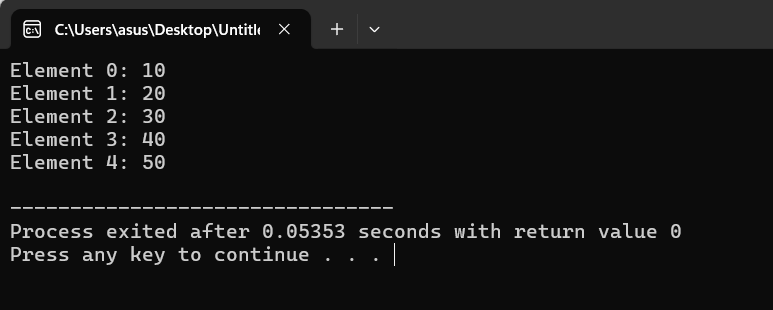 C:\Users\asus\Desktop\Untitle
Element 0: 10
Element 1: 20
Element 2: 30
Element 3: 40
Element 4: 50
--------------------------------
Process exited after 0.05353 seconds with return value 0
Press any key to continue . . .